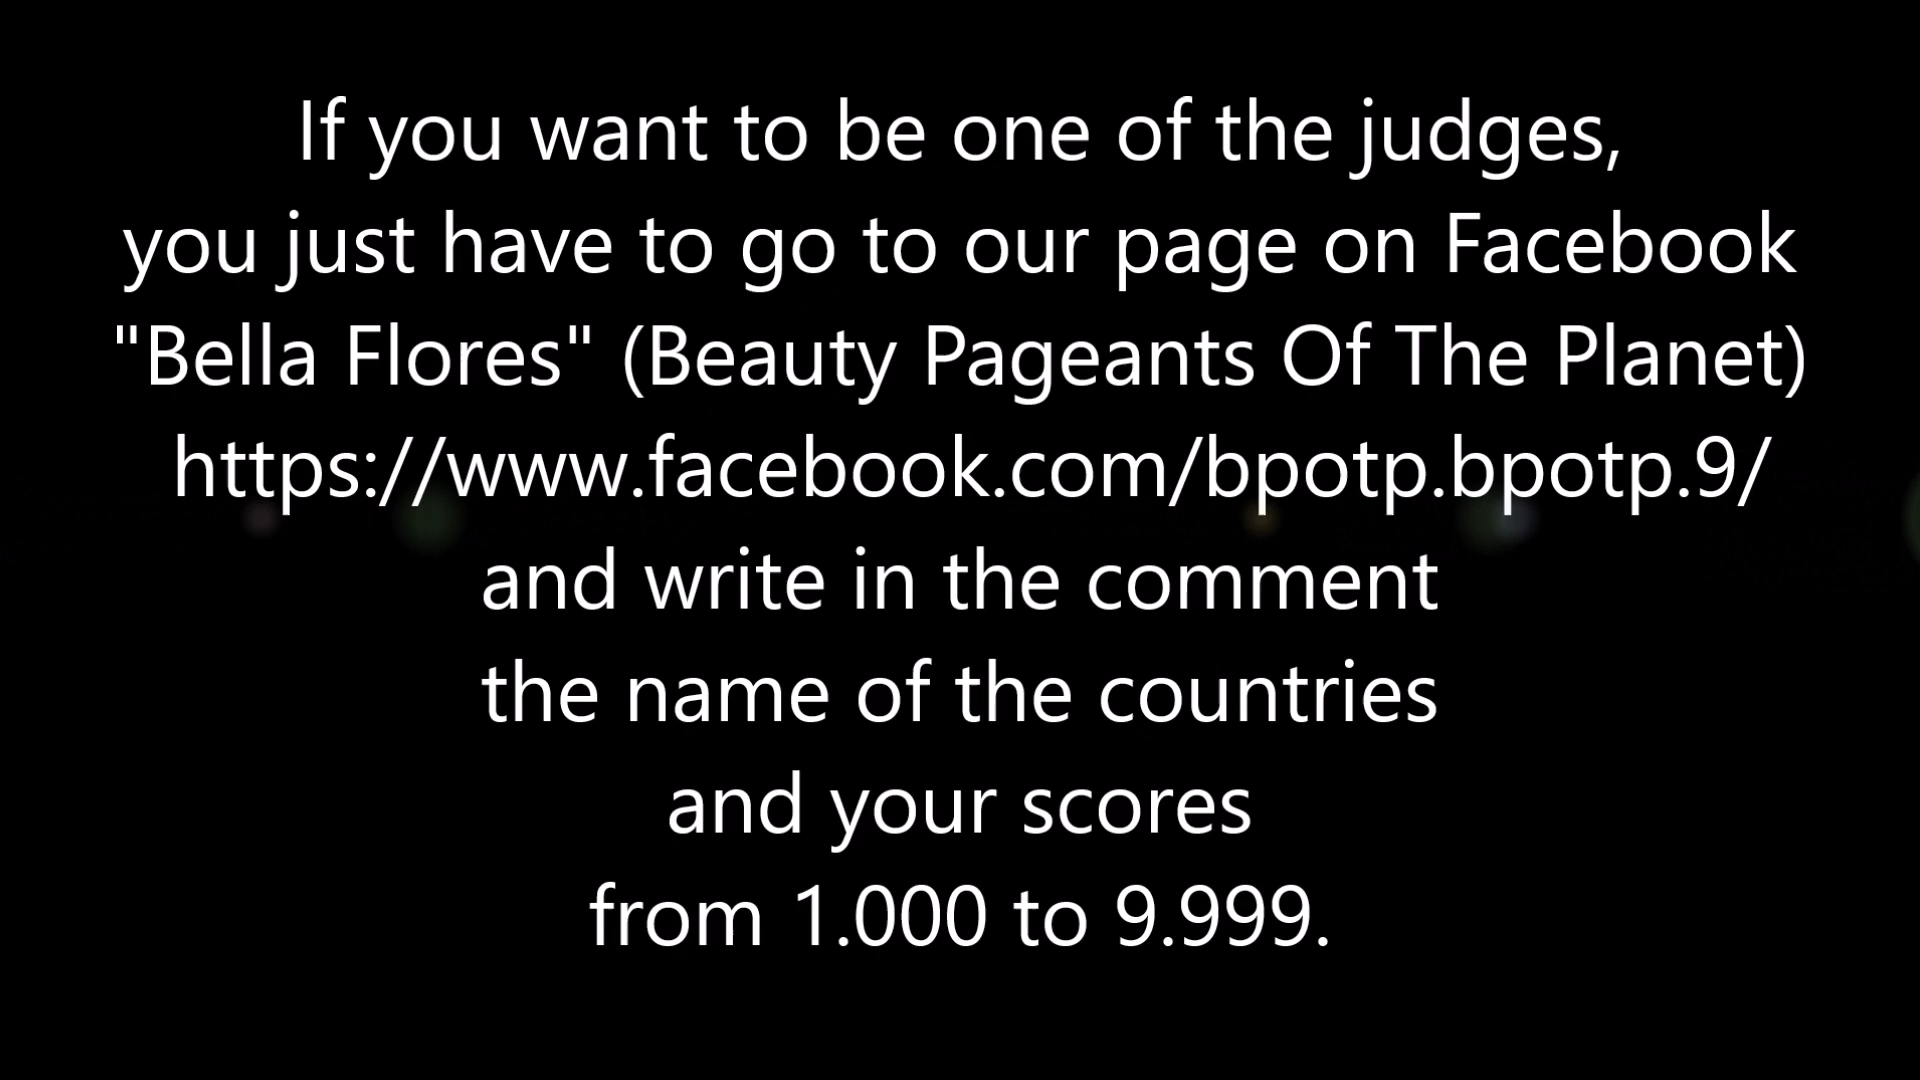 If you want to be one of the judges,
you just have to go to our page on Facebook
"Bella Flores" (Beauty Pageants Of The Planet)
https://www.facebook.com/bpotp.bpotp.9/
and write in the comment
the name of the countries
and your scores
from 1.000 to 9.999.